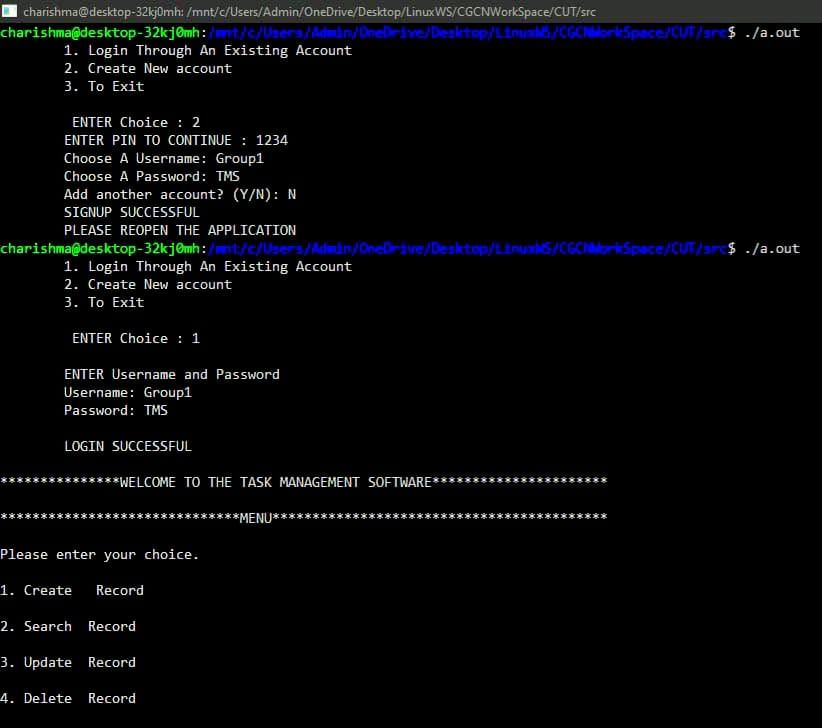 charishma@desktop-32kj0mh: /mnt/c/Users/Admin/OneDrive/Desktop/LinuxWS/CGCNWorkSpace/CUT/src
charishma@desktop-32kj0mh:/mnt/c/Users/Admin/OneDrive/Desktop/LinuxWS/CGCNWorkSpace/CUT/src$ ./a.out
1. Login Through An Existing Account
2. Create New account
3. To Exit
ENTER Choice : 2
ENTER PIN TO CONTINUE : 1234
Choose A Username: Group1
Choose A Password: TMS
Add another account? (Y/N): N
SIGNUP SUCCESSFUL
PLEASE REOPEN THE APPLICATION
charishma@desktop-32kj0mh:/mnt/c/Users/Admin/OneDrive/Desktop/LinuxWS/CGCNWorkSpace/CUT/src$ ./a.out
1. Login Through An Existing Account
2. Create New account
3. To Exit
ENTER Choice : 1
ENTER Username and Password
Username: Group1
Password: TMS
LOGIN SUCCESSFUL
***************WELCOME TO THE TASK MANAGEMENT SOFTWARE**********************
******************************MENU******************************************
Please enter your choice.
1. Create   Record
2. Search  Record
3. Update  Record
4. Delete  Record